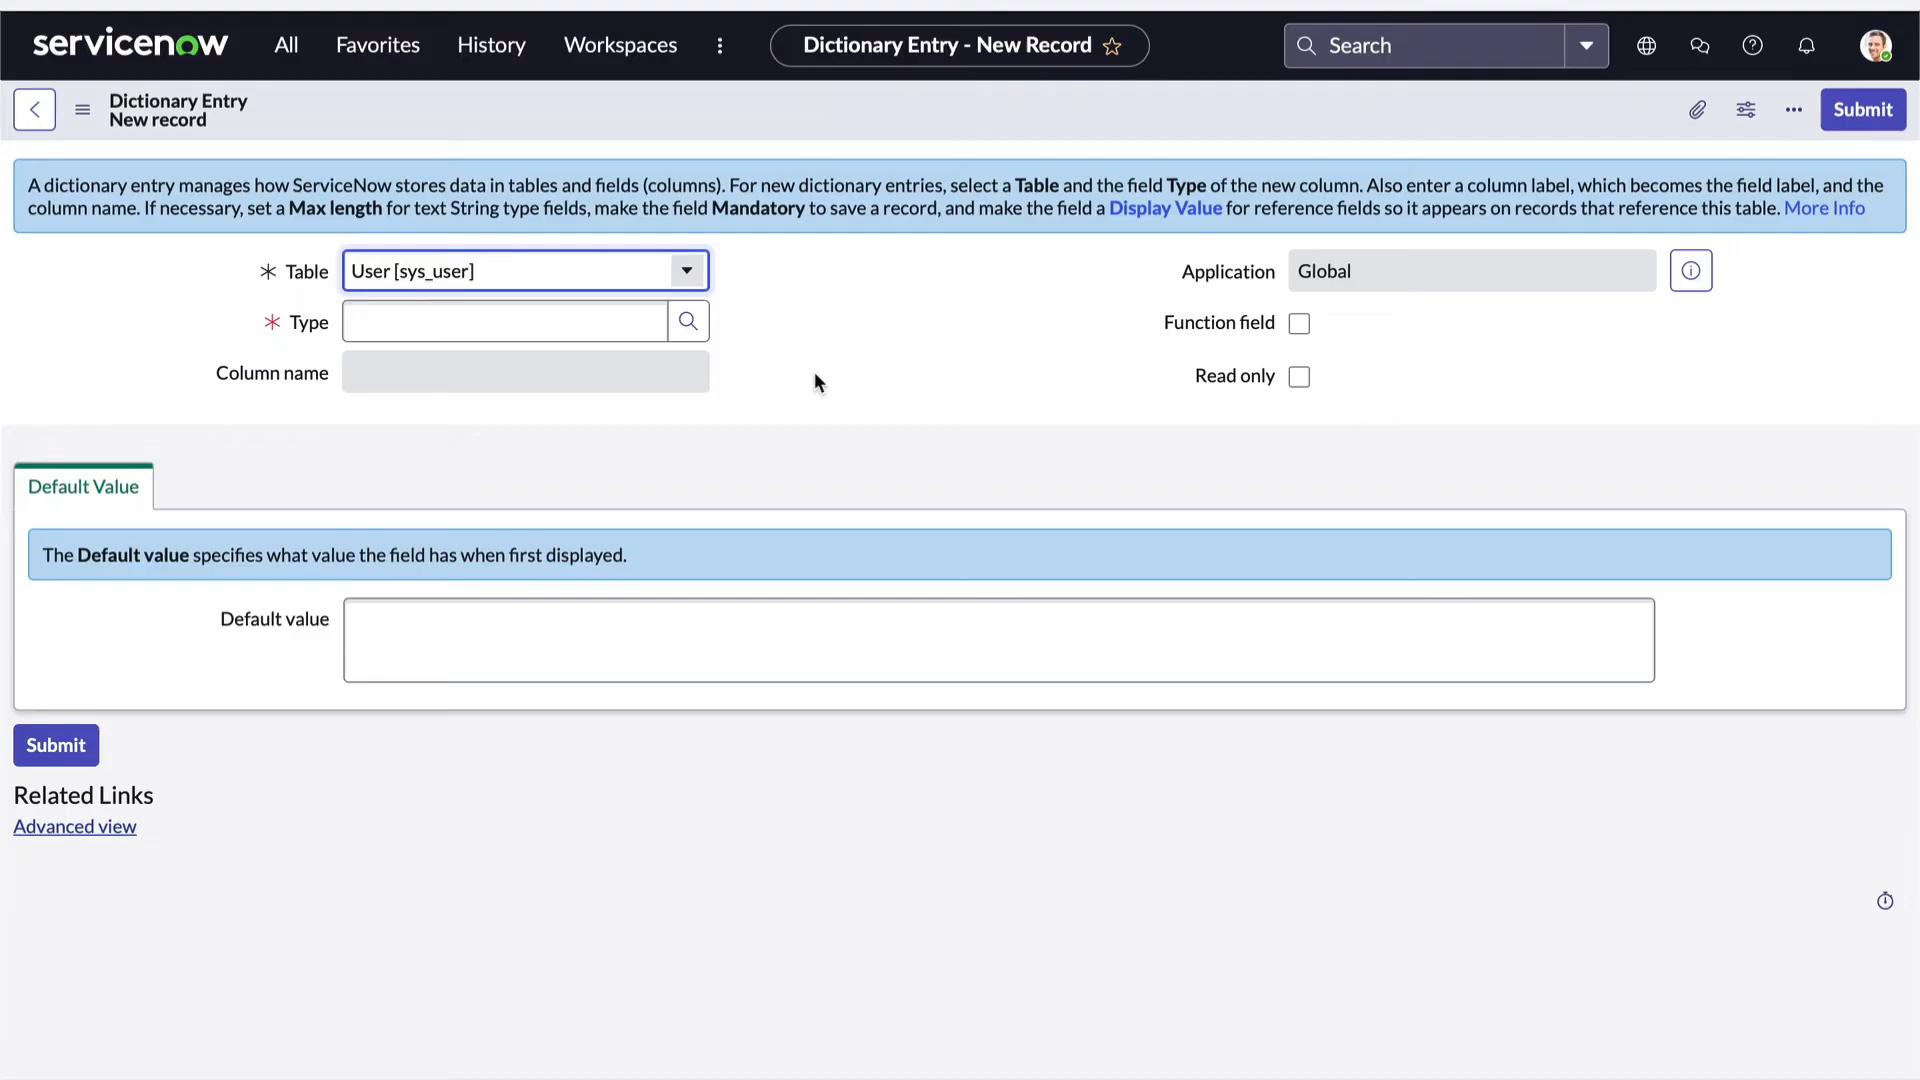 servicenow All Favorites History Workspaces Dictionary Entry - New Record Search
Dictionary Entry
New record
Submit
A dictionary entry manages how ServiceNow stores data in tables and fields (columns). For new dictionary entries, select a Table and the field Type of the new column. Also enter a column label, which becomes the field label, and the
column name. If necessary, set a Max length for text String type fields, make the field Mandatory to save a record, and make the field a Display Value for reference fields so it appears on records that reference this table. More Info
Table User [sys_user] Application Global
Type Function field
Column name Read only
Default Value
The Default value specifies what value the field has when first displayed.
Default value
Submit
Related Links
Advanced view